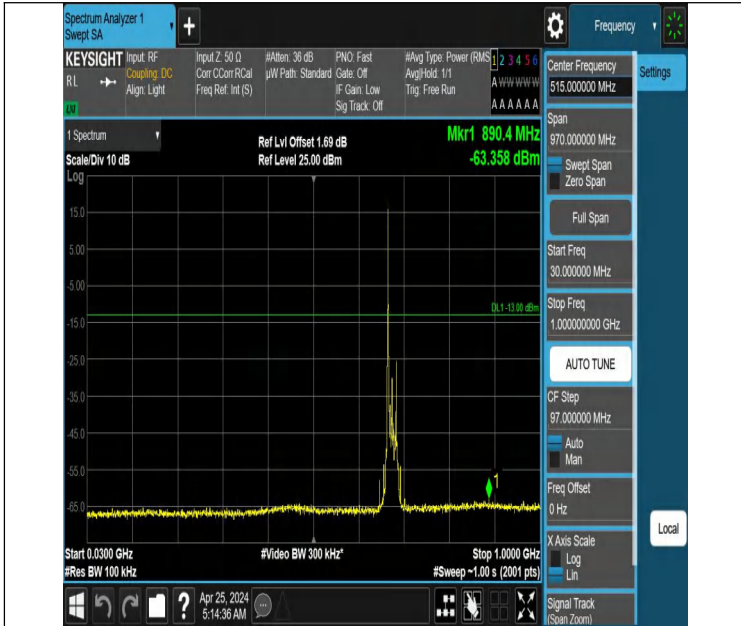 Spectrum Analyzer 1
Swept SA
+
Frequency
KEYSIGHT
RL
LXI
Input: RF
Coupling: DC
Align: Light
Input Z: 50 Ω
Corr CCorr RCal
Freq Ref: Int (S)
#Atten: 36 dB
µW Path: Standard
PNO: Fast
Gate: Off
IF Gain: Low
Sig Track: Off
#Avg Type: Power (RMS
Avg|Hold: 1/1
Trig: Free Run
1 2 3 4 5 6
A W W W W W
A A A A A A
1 Spectrum
Scale/Div 10 dB
Log
Ref Lvl Offset 1.69 dB
Ref Level 25.00 dBm
Mkr1 890.4 MHz
-63.358 dBm
15.0
5.00
-5.00
DL1 -13.00 dBm
-15.0
-25.0
-35.0
-45.0
-55.0
-65.0
1
Start 0.0300 GHz
#Res BW 100 kHz
#Video BW 300 kHz*
Stop 1.0000 GHz
#Sweep ~1.00 s (2001 pts)
Apr 25, 2024
5:14:36 AM
?
Center Frequency
515.000000 MHz
Settings
Span
970.000000 MHz
Swept Span
Zero Span
Full Span
Start Freq
30.000000 MHz
Stop Freq
1.000000000 GHz
AUTO TUNE
CF Step
97.000000 MHz
Auto
Man
Freq Offset
0 Hz
Local
X Axis Scale
Log
Lin
Signal Track
(Span Zoom)